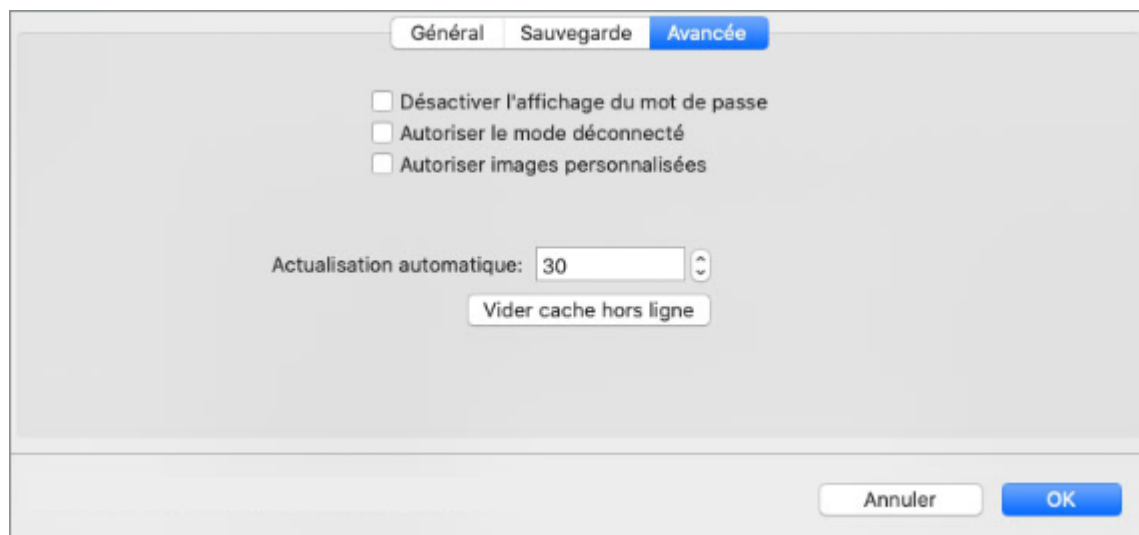 Général Sauvegarde Avancée
Désactiver l'affichage du mot de passe
Autoriser le mode déconnecté
Autoriser images personnalisées
Actualisation automatique: 30
Vider cache hors ligne
Annuler OK